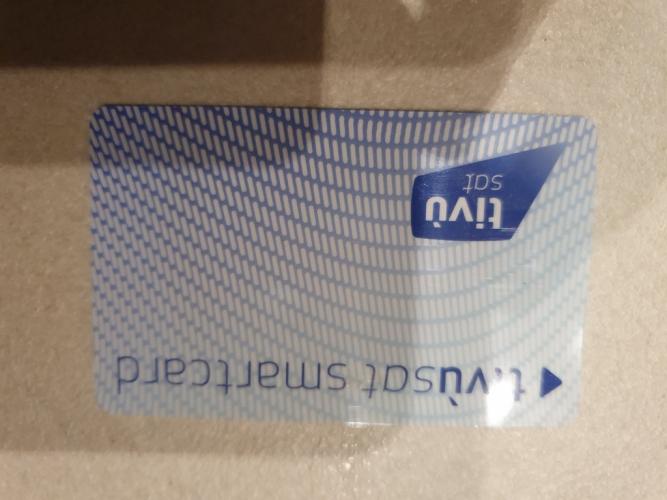 ◄ tivùsat smartcard
tivù
sat